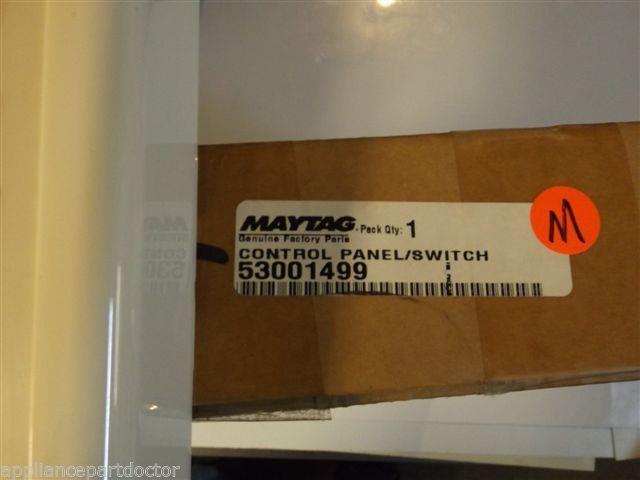 MAYTAG Pack Qty: 1
Genuine Factory Parts
CONTROL PANEL/SWITCH
53001499
M
appliancepartdoctor